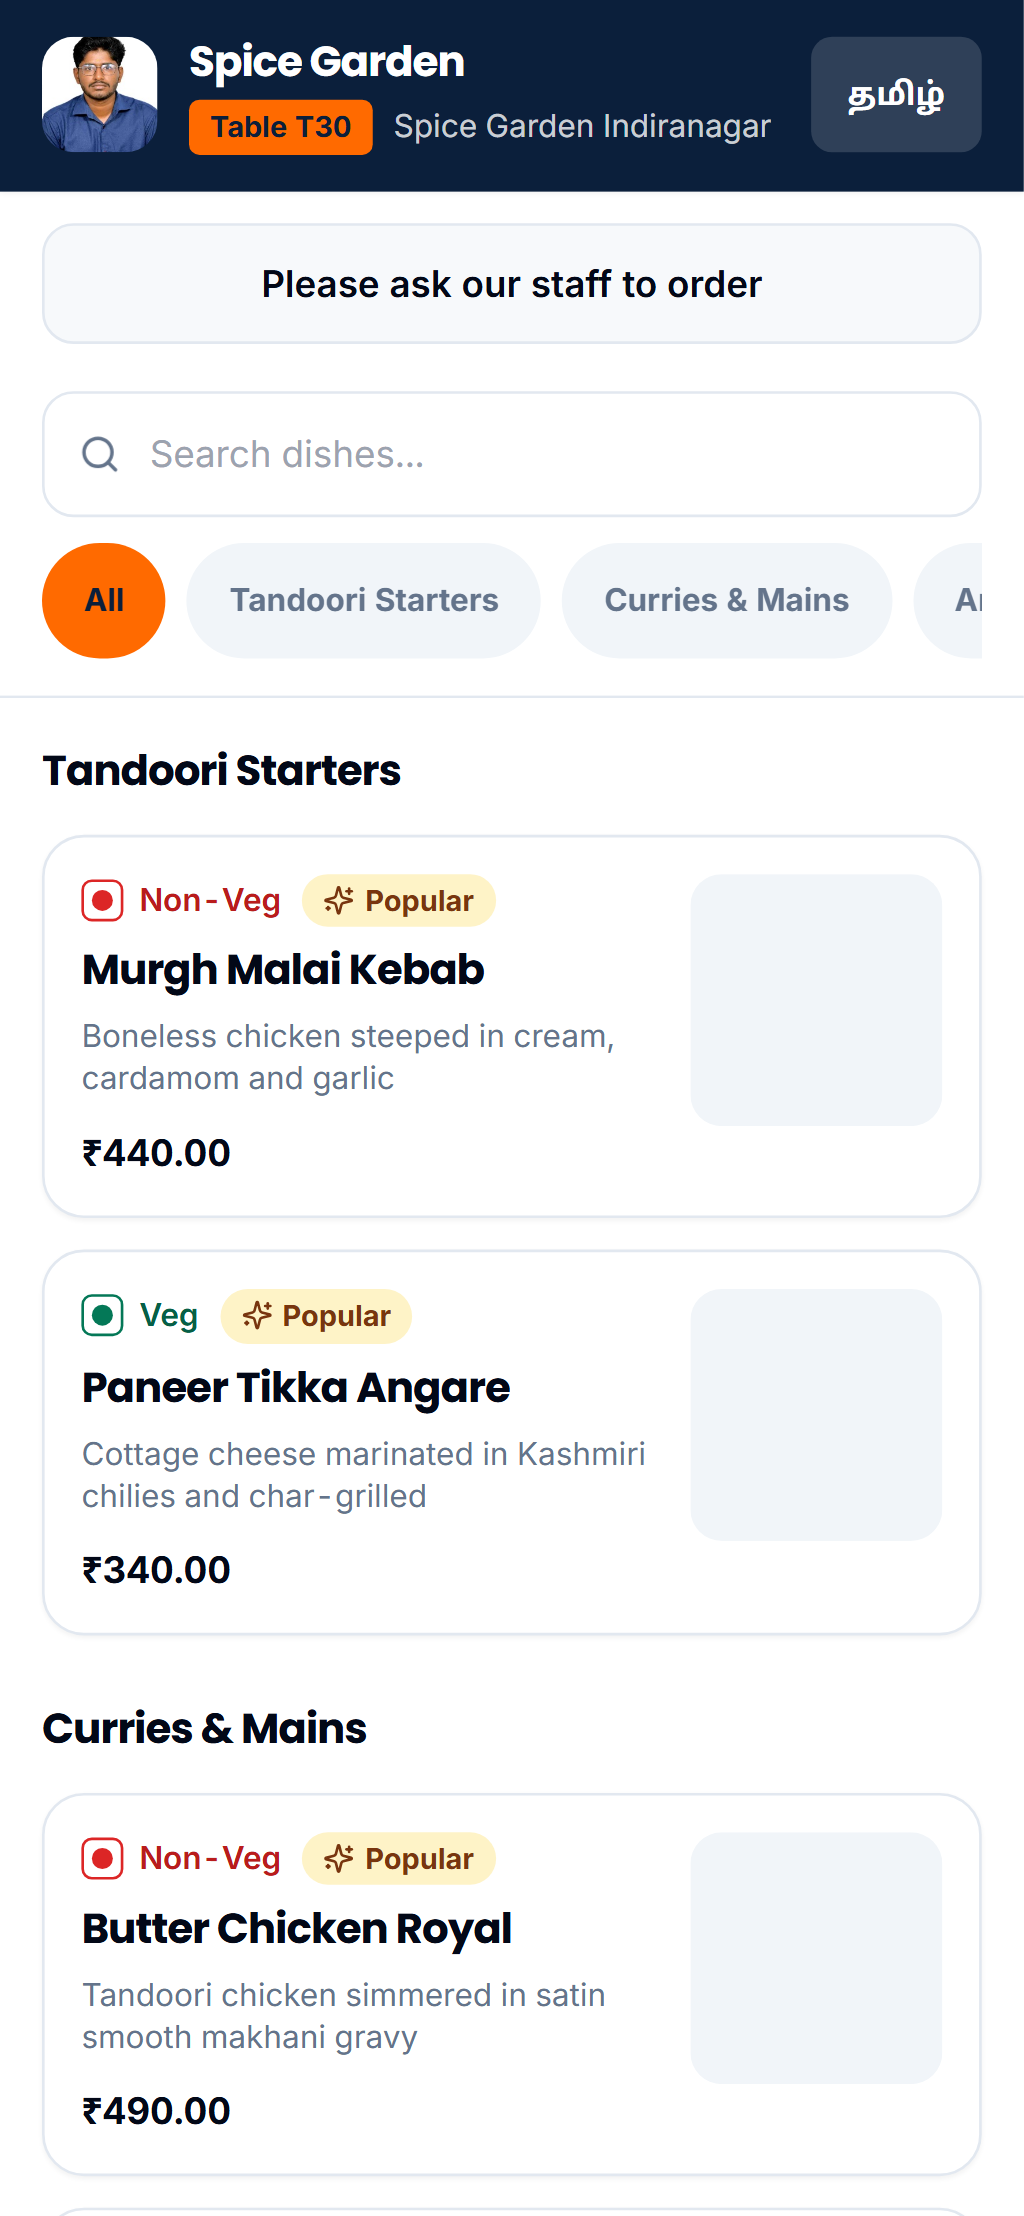 Spice Garden
Table T30 Spice Garden Indiranagar
தமிழ்
Please ask our staff to order
Search dishes...
All Tandoori Starters Curries & Mains
Tandoori Starters
Non-Veg Popular
Murgh Malai Kebab
Boneless chicken steeped in cream,
cardamom and garlic
₹440.00
Veg Popular
Paneer Tikka Angare
Cottage cheese marinated in Kashmiri
chilies and char-grilled
₹340.00
Curries & Mains
Non-Veg Popular
Butter Chicken Royal
Tandoori chicken simmered in satin
smooth makhani gravy
₹490.00